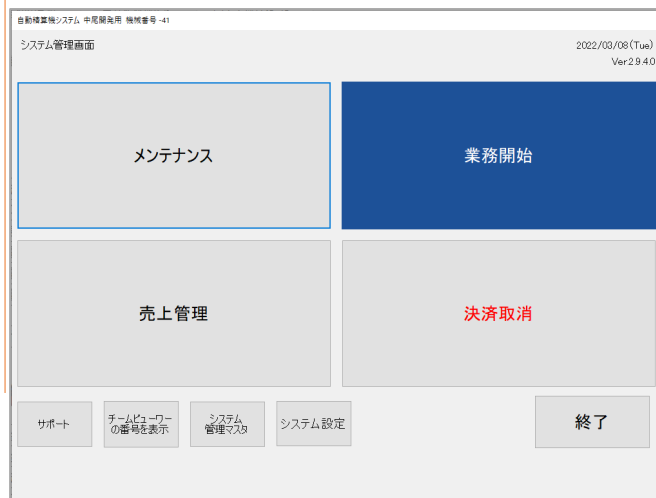 自動精算機システム 中尾開発用 機械番号-41
システム管理画面
2022/03/08(Tue)
Ver2.9.4.0
メンテナンス
業務開始
売上管理
決済取消
サポート
チームビューワー
の番号を表示
システム
管理マスタ
システム設定
終了